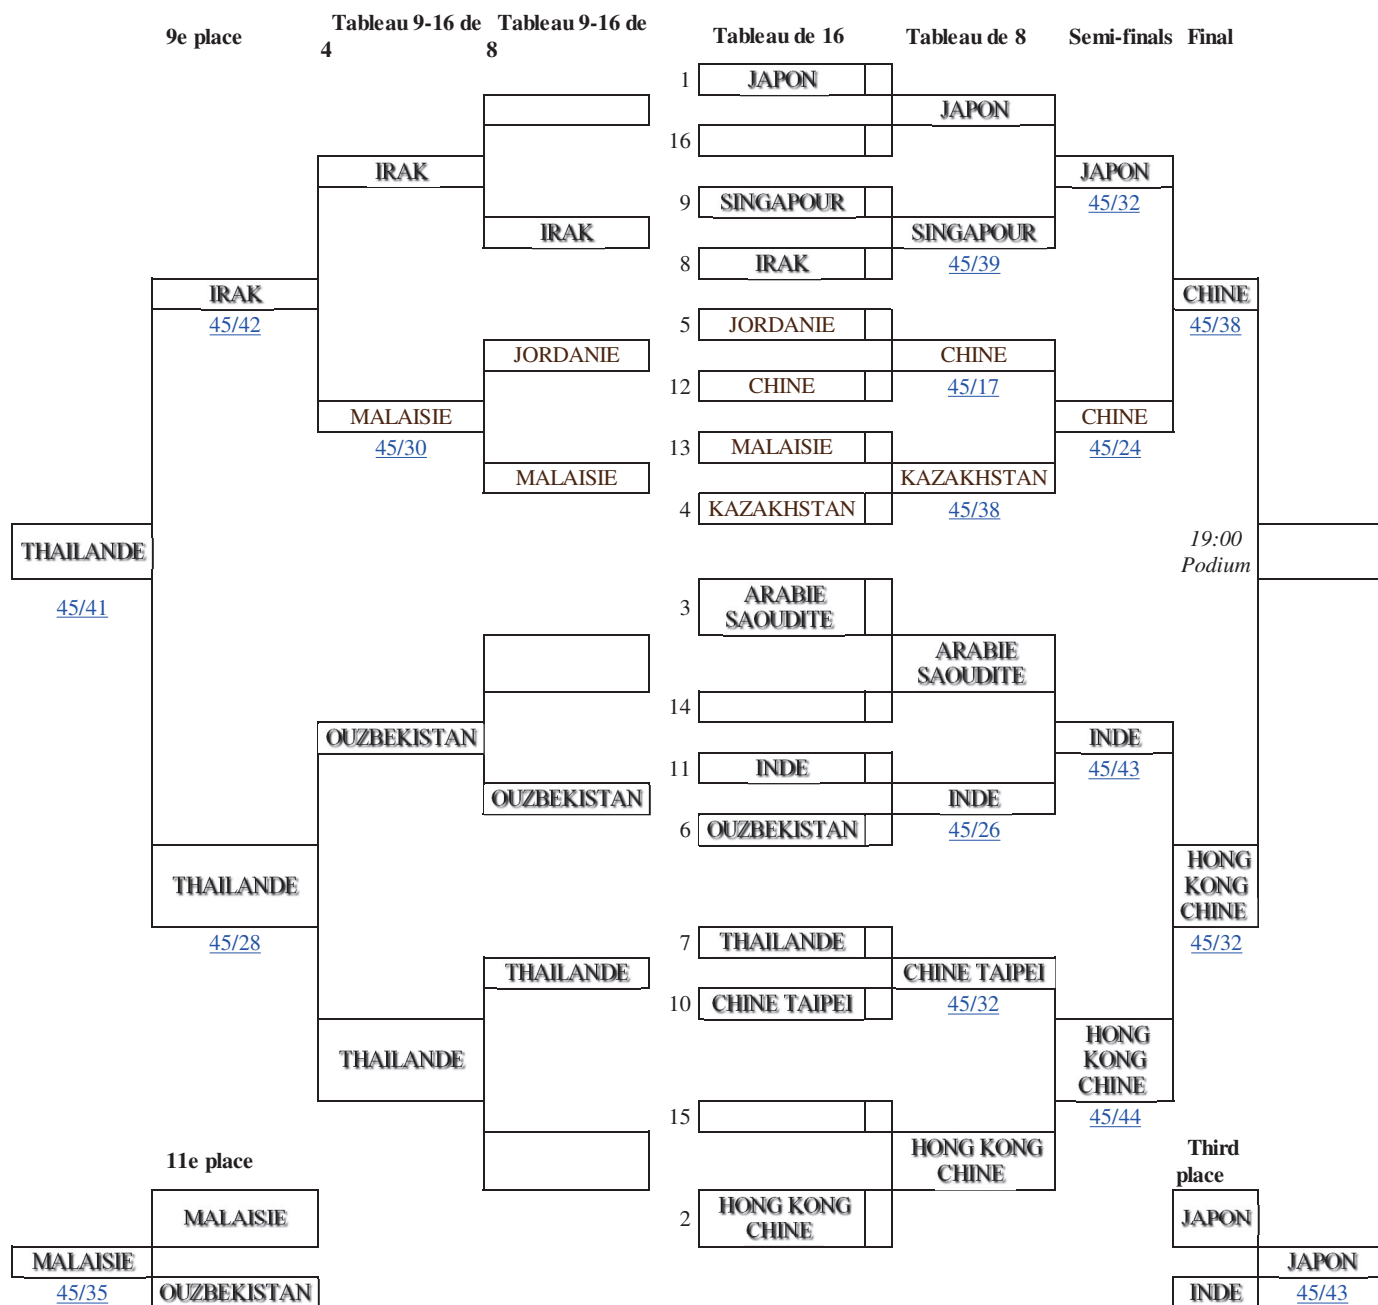 9e place
Tableau 9-16 de
4
Tableau 9-16 de
8
Tableau de 16
Tableau de 8
Semi-finals
Final
1
JAPON
JAPON
16
IRAK
JAPON
9
SINGAPOUR
45/32
IRAK
SINGAPOUR
8
IRAK
45/39
IRAK
CHINE
45/42
5
JORDANIE
45/38
JORDANIE
CHINE
12
CHINE
45/17
MALAISIE
CHINE
45/30
13
MALAISIE
45/24
MALAISIE
KAZAKHSTAN
4
KAZAKHSTAN
45/38
THAILANDE
19:00
Podium
45/41
3
ARABIE
SAOUDITE
ARABIE
SAOUDITE
14
OUZBEKISTAN
INDE
11
INDE
45/43
OUZBEKISTAN
INDE
6
OUZBEKISTAN
45/26
THAILANDE
HONG
KONG
CHINE
45/28
7
THAILANDE
45/32
THAILANDE
CHINE TAIPEI
10
CHINE TAIPEI
45/32
THAILANDE
HONG
KONG
CHINE
15
45/44
11e place
HONG KONG
CHINE
Third
place
MALAISIE
2
HONG KONG
CHINE
JAPON
MALAISIE
JAPON
45/35
OUZBEKISTAN
INDE
45/43